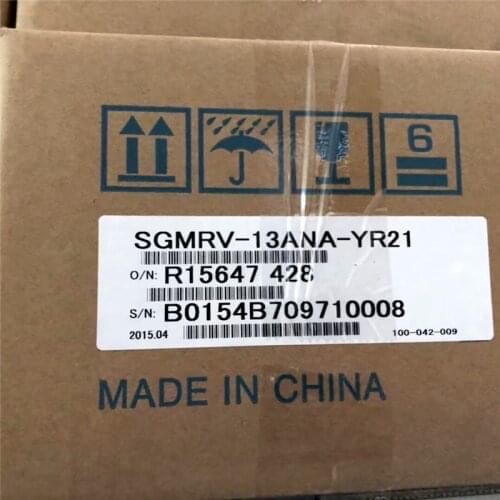 6
SGMRV-13ANA-YR21
O/N: R15647 428
S/N: B0154B709710008
2015.04 100-042-009
MADE IN CHINA